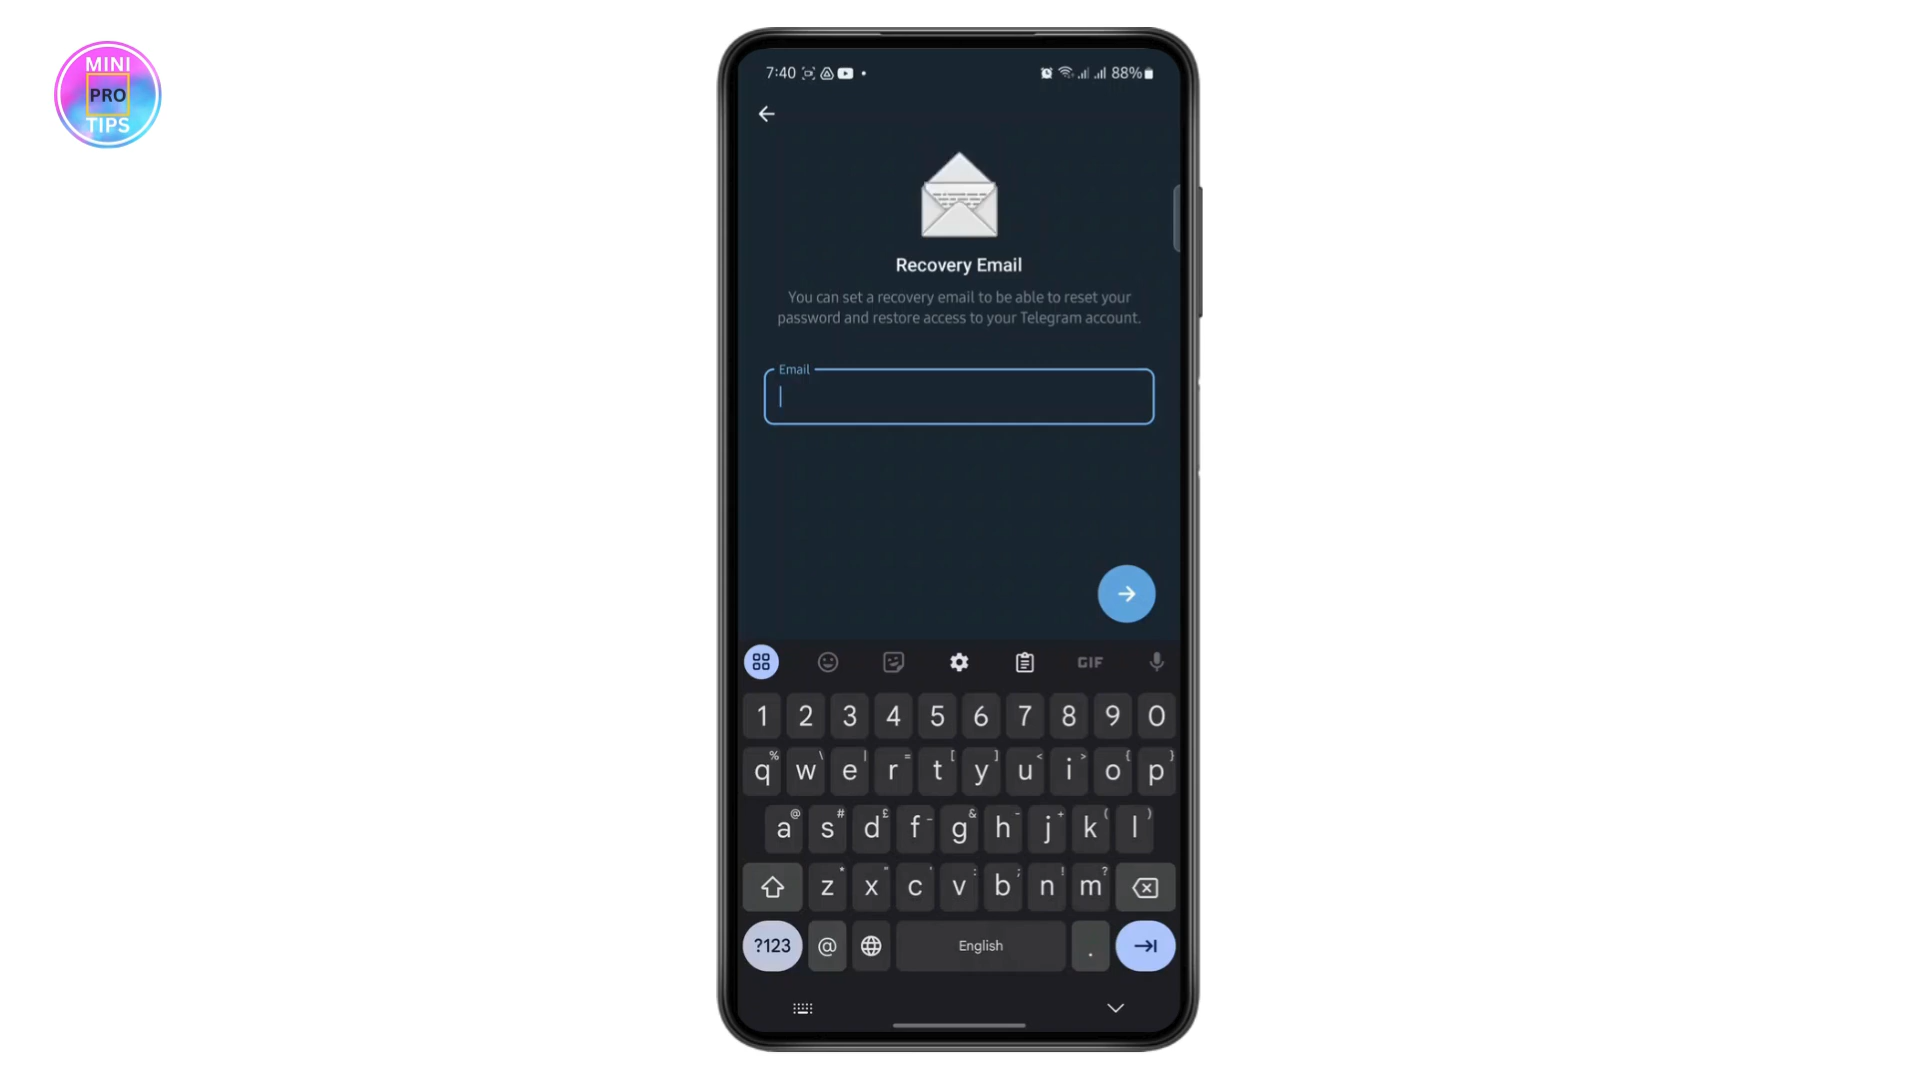 MINI
PRO
TIPS
7:40
88%
Recovery Email
You can set a recovery email to be able to reset your
password and restore access to your Telegram account.
Email
GIF
1 2 3 4 5 6 7 8 9 0
% \ | = [ ] < > { }
q w e r t y u i o p
@ # £ _ & - + ( )
a s d f g h j k l
* " ' : ; ! ?
z x c v b n m
?123 @ English .